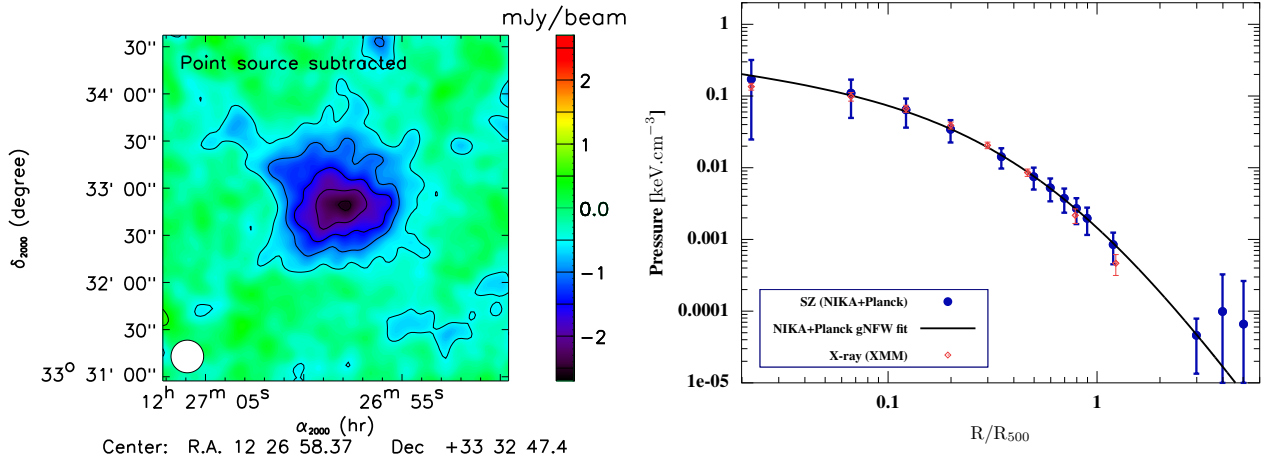 mJy/beam
Point source subtracted
30''
34' 00''
30''
33' 00''
30''
32' 00''
30''
33° 31' 00''
δ2000 (degree)
12h 27m 05s 26m 55s
α2000 (hr)
Center: R.A. 12 26 58.37 Dec +33 32 47.4
2
1
0.0
−1
−2
1
0.1
0.01
0.001
0.0001
1e-05
Pressure [keV.cm−3]
SZ (NIKA+Planck)
NIKA+Planck gNFW fit
X-ray (XMM)
0.1 1
R/R500